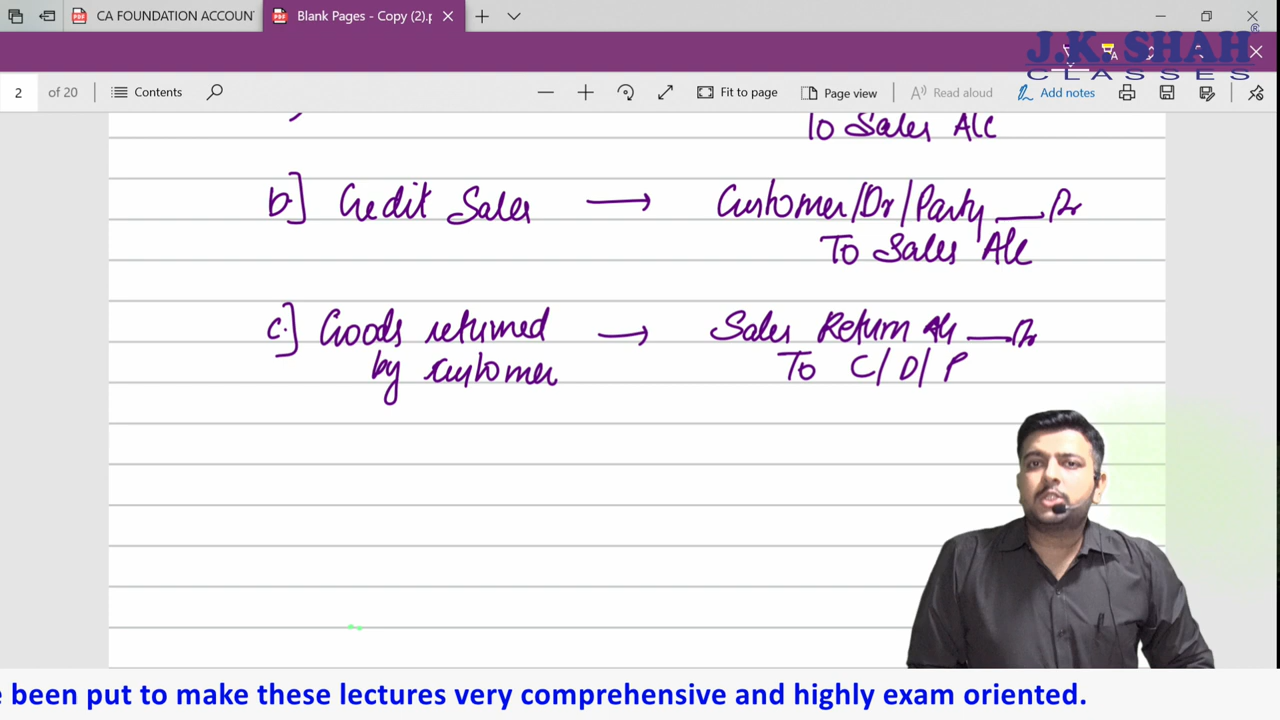 CA FOUNDATION ACCOUN
Blank Pages - Copy (2).p
J.K. SHAH®
CLASSES
2 of 20
Contents
Fit to page
Page view
Read aloud
Add notes
To Sales A/c
b.] Credit Sales → Customer/Dr/Party __ Dr
To Sales A/c
c.] Goods returned → Sales Return A/c __ Dr
by customer To C/D/P
e been put to make these lectures very comprehensive and highly exam oriented.